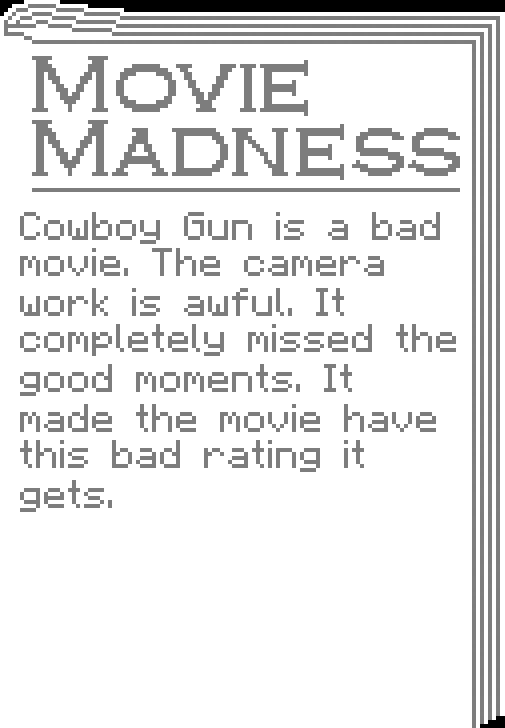 MOVIE
MADNESS
Cowboy Gun is a bad
movie. The camera
work is awful. It
completely missed the
good moments. It
made the movie have
this bad rating it
gets.